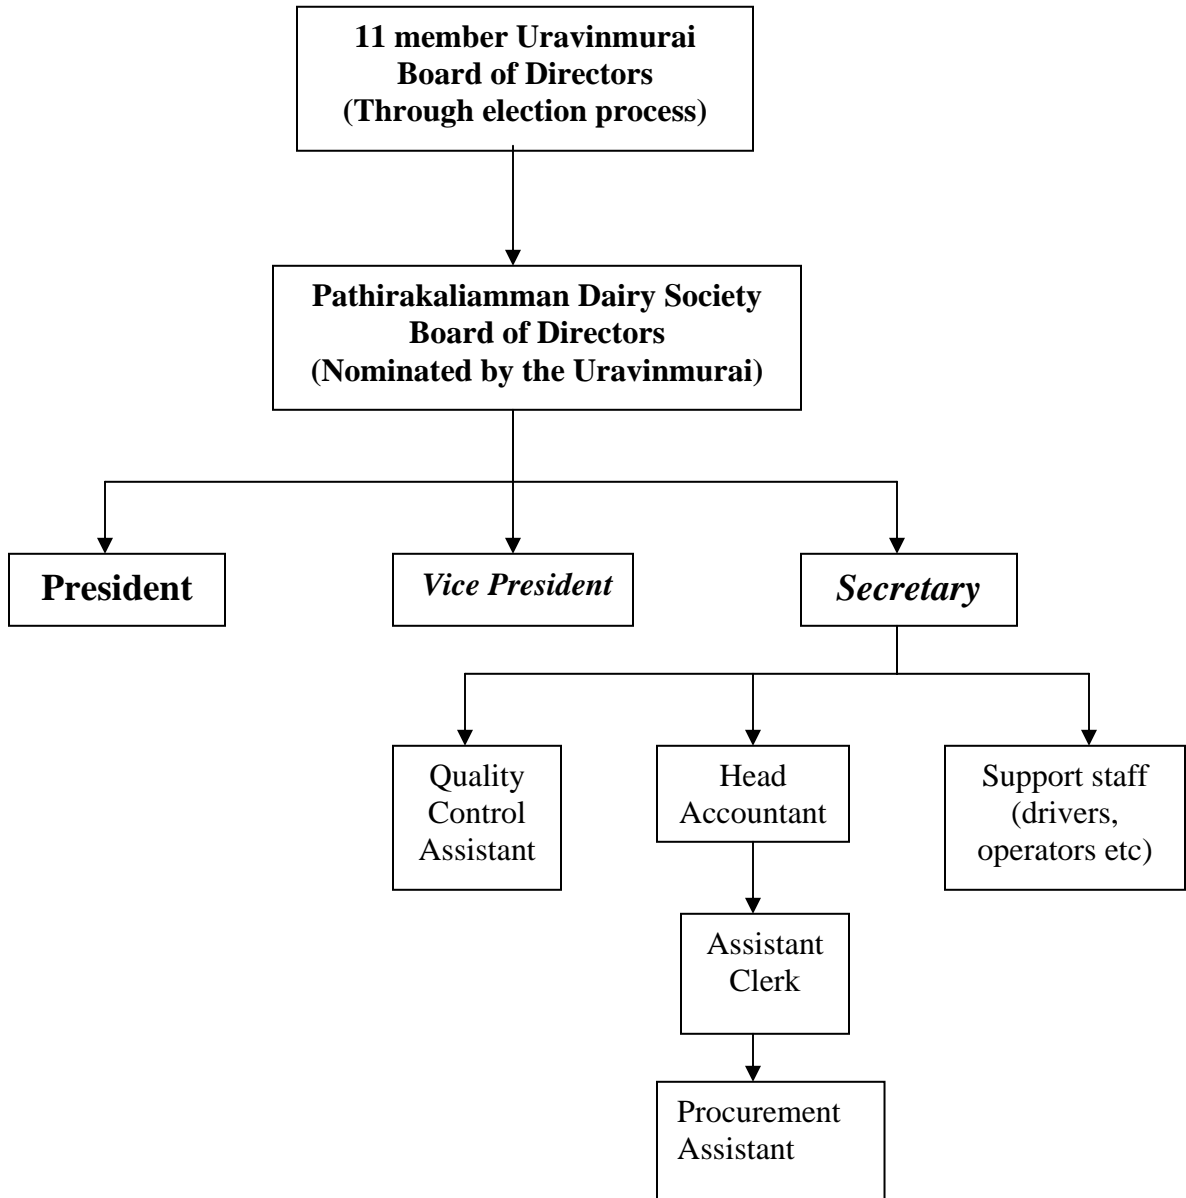 11 member Uravinmurai
Board of Directors
(Through election process)
Pathirakaliamman Dairy Society
Board of Directors
(Nominated by the Uravinmurai)
President
Vice President
Secretary
Quality
Control
Assistant
Head
Accountant
Support staff
(drivers,
operators etc)
Assistant
Clerk
Procurement
Assistant